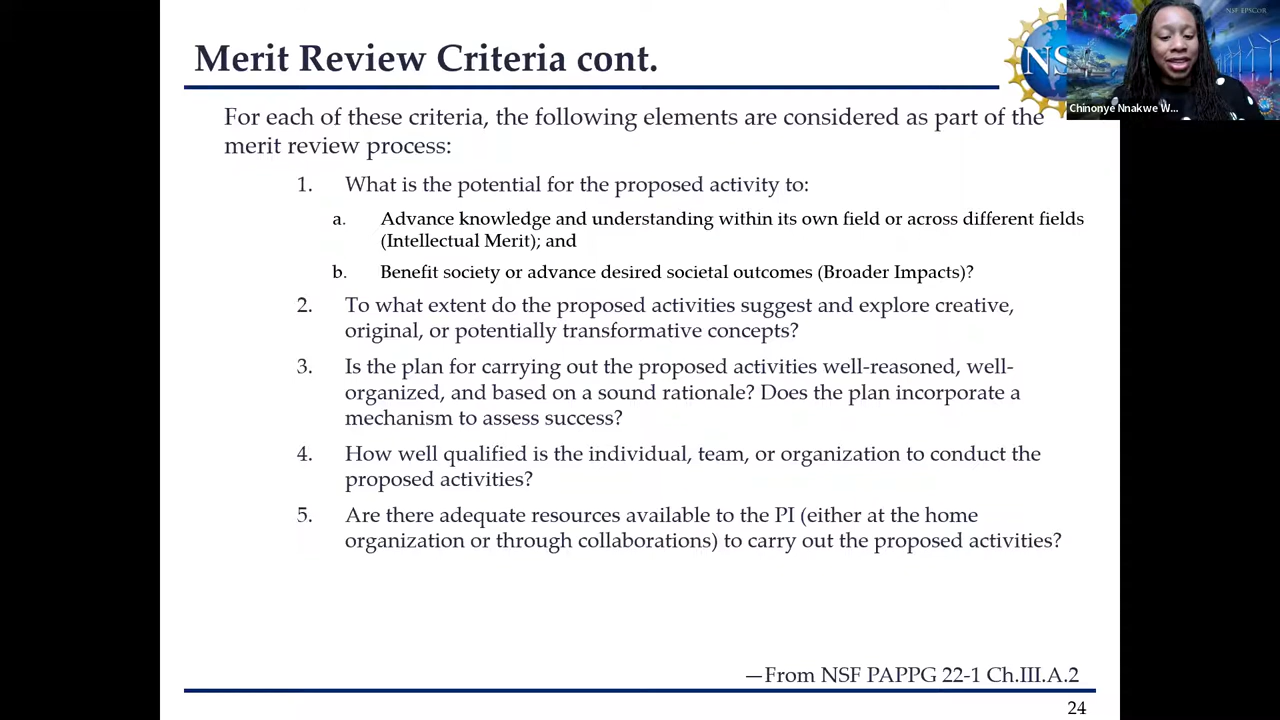 Merit Review Criteria cont.
NSF EPSCoR
Chinonye Nnakwe W...
For each of these criteria, the following elements are considered as part of the
merit review process:
1. What is the potential for the proposed activity to:
a. Advance knowledge and understanding within its own field or across different fields
(Intellectual Merit); and
b. Benefit society or advance desired societal outcomes (Broader Impacts)?
2. To what extent do the proposed activities suggest and explore creative,
original, or potentially transformative concepts?
3. Is the plan for carrying out the proposed activities well-reasoned, well-
organized, and based on a sound rationale? Does the plan incorporate a
mechanism to assess success?
4. How well qualified is the individual, team, or organization to conduct the
proposed activities?
5. Are there adequate resources available to the PI (either at the home
organization or through collaborations) to carry out the proposed activities?
—From NSF PAPPG 22-1 Ch.III.A.2
24